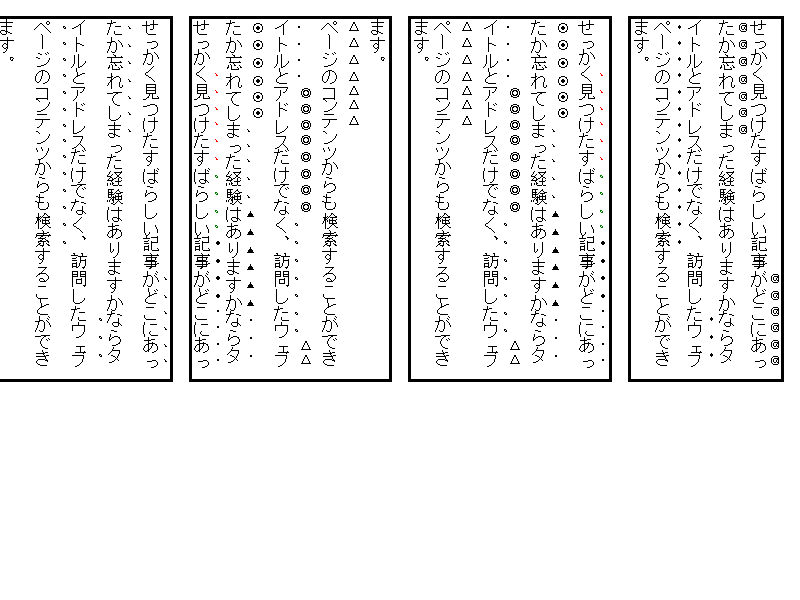 せっかく見つけたすばらしい記事がどこにあっ
たか忘れてしまった経験はありますかならタ
イトルとアドレスだけでなく、訪問したウェブ
ページのコンテンツからも検索することができ
ます。
せっかく見つけたすばらしい記事がどこにあっ
たか忘れてしまった経験はありますかならタ
イトルとアドレスだけでなく、訪問したウェブ
ページのコンテンツからも検索することができ
ます。
せっかく見つけたすばらしい記事がどこにあっ
たか忘れてしまった経験はありますかならタ
イトルとアドレスだけでなく、訪問したウェブ
ページのコンテンツからも検索することができ
ます。
せっかく見つけたすばらしい記事がどこにあっ
たか忘れてしまった経験はありますかならタ
イトルとアドレスだけでなく、訪問したウェブ
ページのコンテンツからも検索することができ
ます。